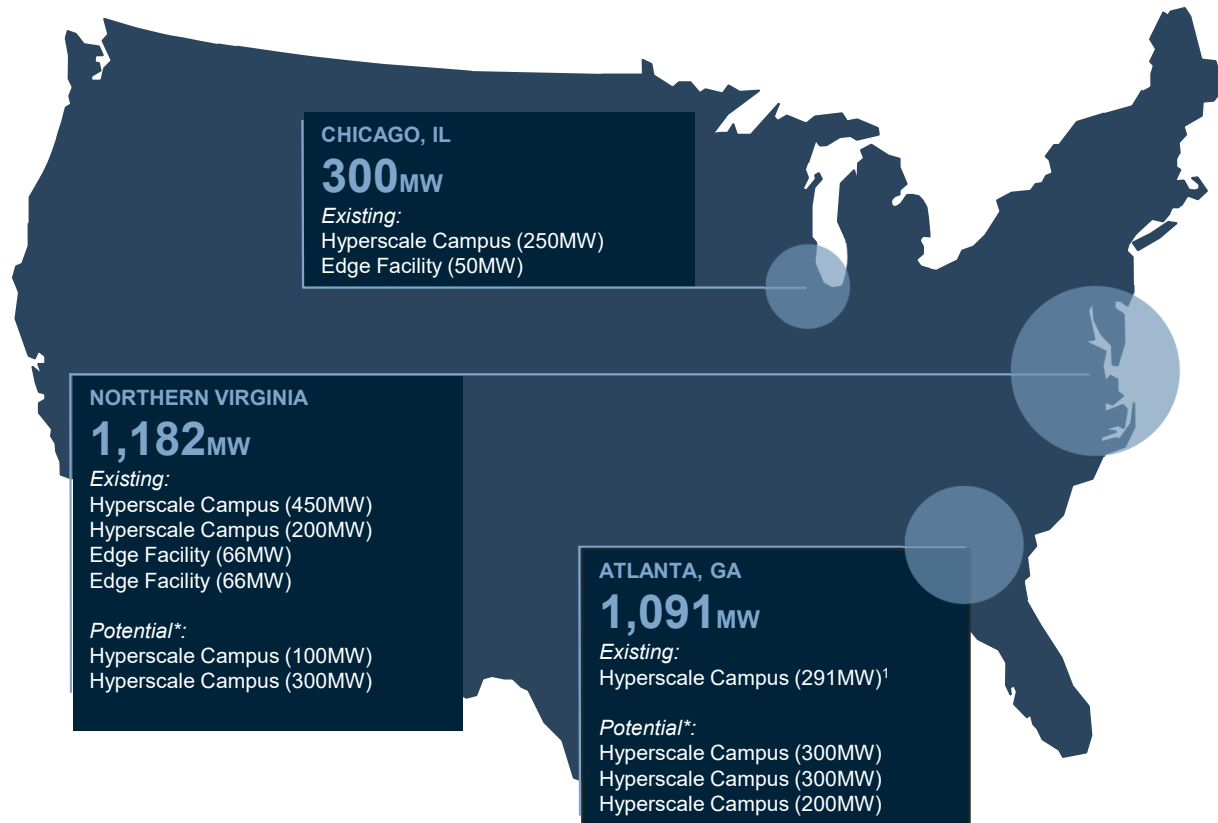 CHICAGO, IL
300MW
Existing:
Hyperscale Campus (250MW)
Edge Facility (50MW)
NORTHERN VIRGINIA
1,182MW
Existing:
Hyperscale Campus (450MW)
Hyperscale Campus (200MW)
Edge Facility (66MW)
Edge Facility (66MW)
Potential*:
Hyperscale Campus (100MW)
Hyperscale Campus (300MW)
ATLANTA, GA
1,091MW
Existing:
Hyperscale Campus (291MW)¹
Potential*:
Hyperscale Campus (300MW)
Hyperscale Campus (300MW)
Hyperscale Campus (200MW)